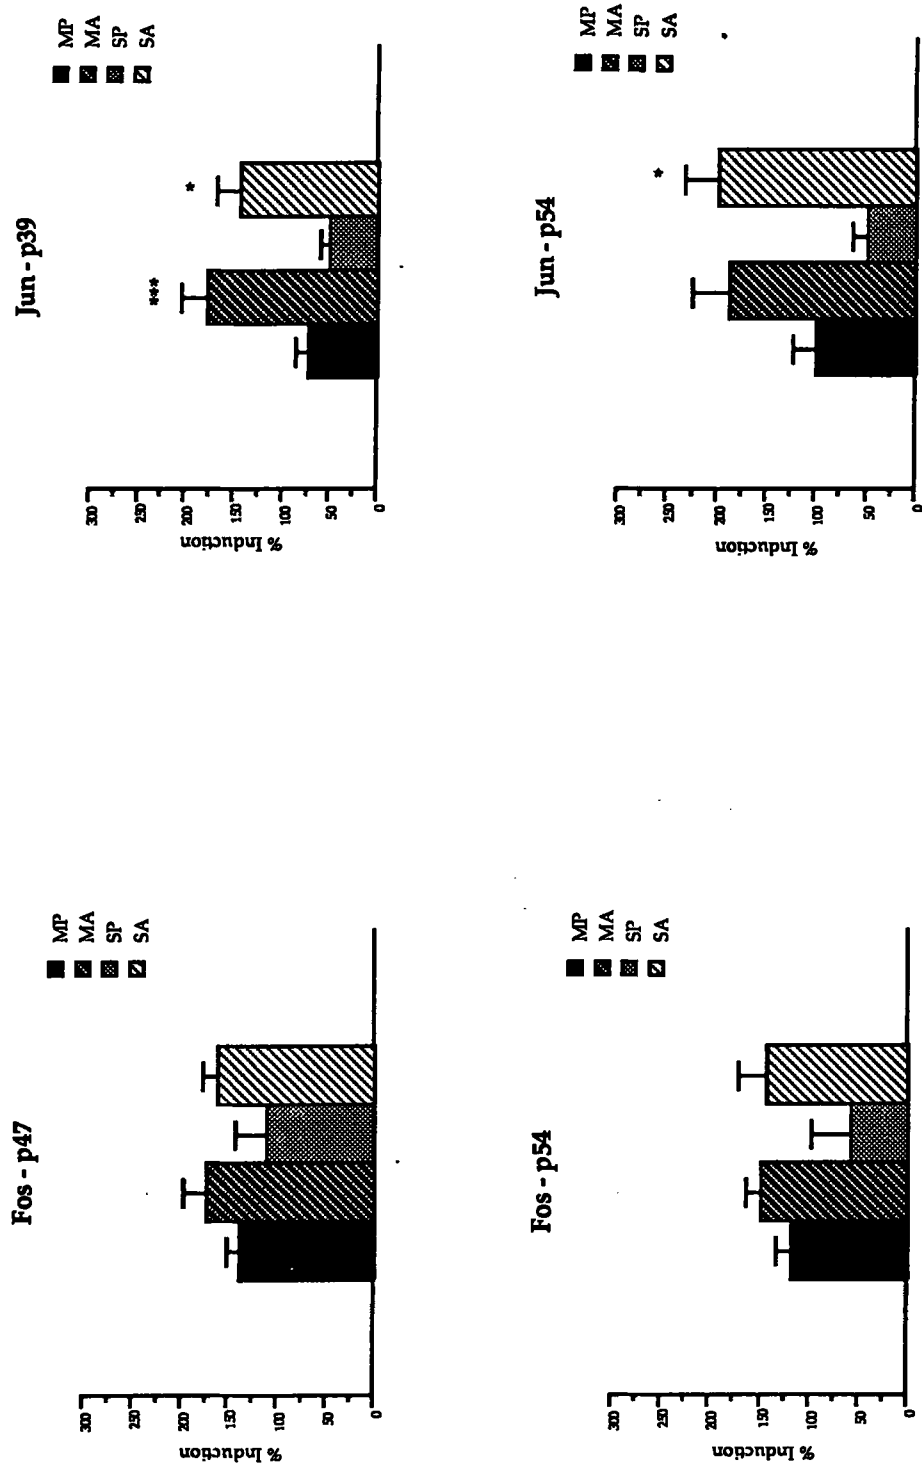 Fos - p47
% Induction
300
250
200
150
100
50
0
MP
MA
SP
SA
Jun - p39
% Induction
300
250
200
150
100
50
0
***
*
MP
MA
SP
SA
Fos - p54
% Induction
300
250
200
150
100
50
0
MP
MA
SP
SA
Jun - p54
% Induction
300
250
200
150
100
50
0
*
MP
MA
SP
SA